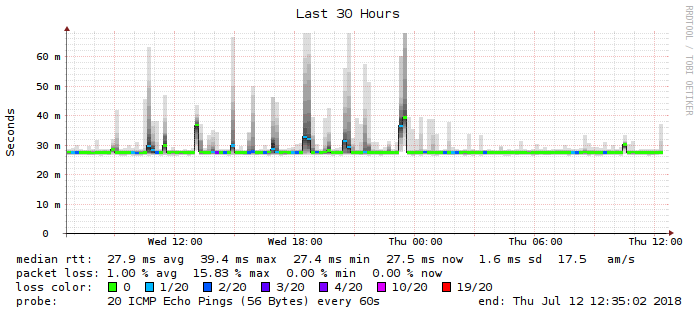 Last 30 Hours
RRDTOOL / TOBI OETIKER
Seconds
60 m
50 m
40 m
30 m
20 m
10 m
0
Wed 12:00 Wed 18:00 Thu 00:00 Thu 06:00 Thu 12:00
median rtt: 27.9 ms avg 39.4 ms max 27.4 ms min 27.5 ms now 1.6 ms sd 17.5 am/s
packet loss: 1.00 % avg 15.83 % max 0.00 % min 0.00 % now
loss color: 0 1/20 2/20 3/20 4/20 10/20 19/20
probe: 20 ICMP Echo Pings (56 Bytes) every 60s end: Thu Jul 12 12:35:02 2018